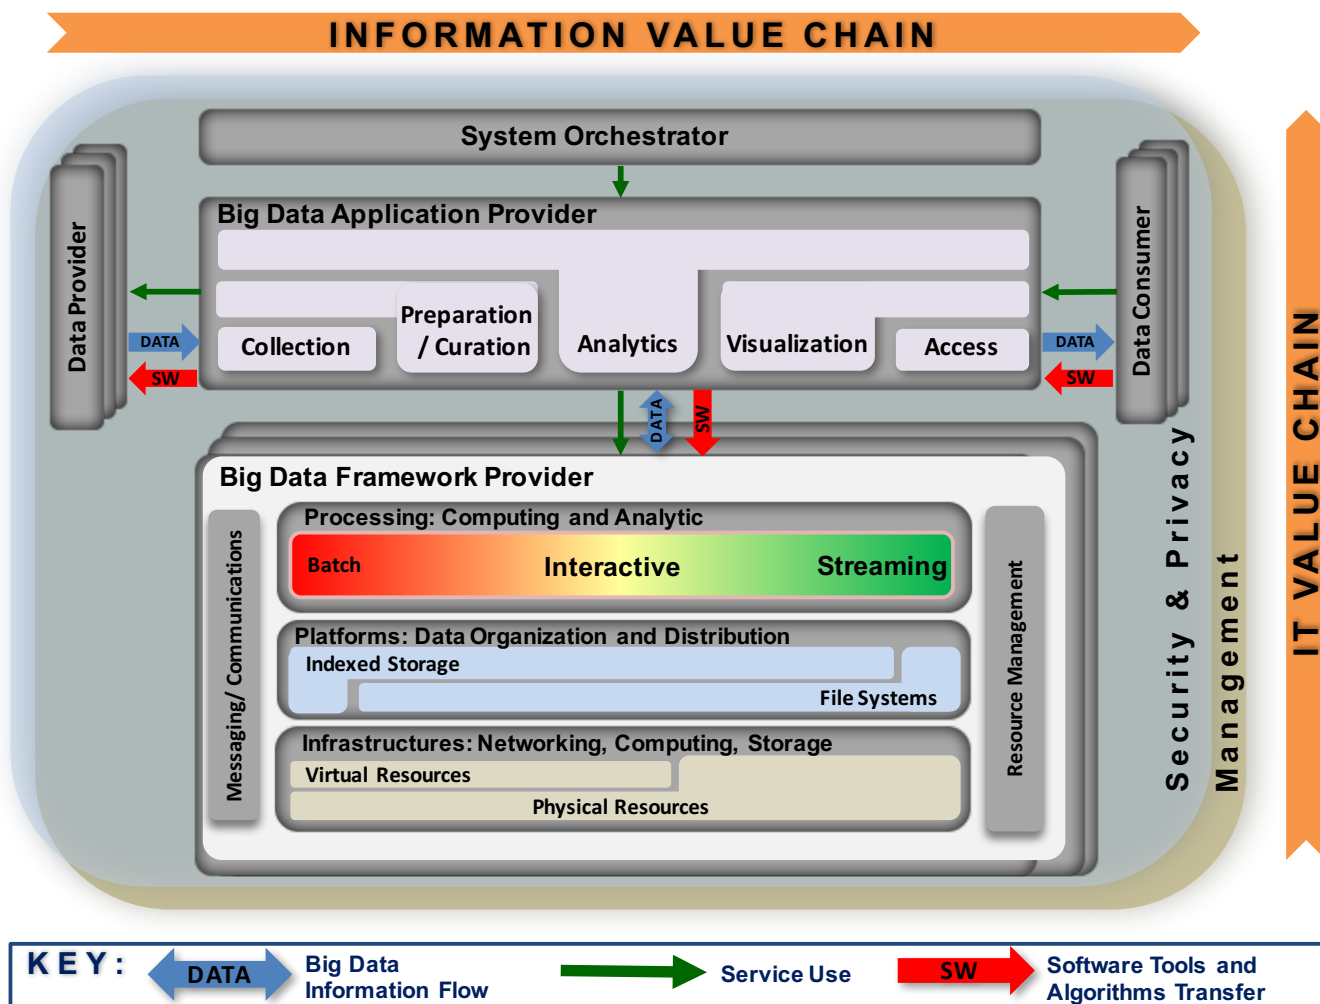 INFORMATION VALUE CHAIN
System Orchestrator
Big Data Application Provider
Data Provider
Data Consumer
Collection
Preparation
/ Curation
Analytics
Visualization
Access
DATA
SW
DATA
SW
DATA
SW
Big Data Framework Provider
Messaging/ Communications
Processing: Computing and Analytic
Batch
Interactive
Streaming
Platforms: Data Organization and Distribution
Indexed Storage
File Systems
Infrastructures: Networking, Computing, Storage
Virtual Resources
Physical Resources
Resource Management
Security & Privacy
Management
IT VALUE CHAIN
KEY:
DATA
Big Data
Information Flow
Service Use
SW
Software Tools and
Algorithms Transfer